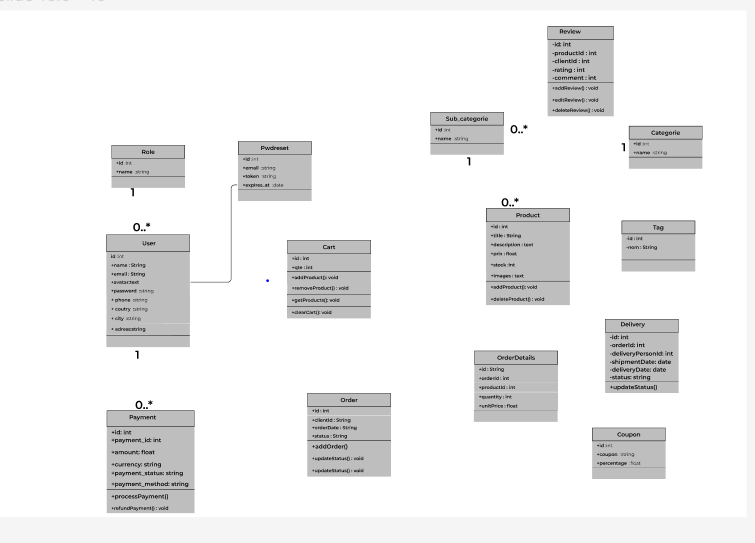 Review
-id: int
-productId : int
-clientId : int
-rating : int
-comment : int
+addReview() : void
+editReview() : void
+deleteReview() : void
Sub_categorie
+id :int
+name :string
0..*
1
Categorie
+id :int
+name :string
1
Role
+id :int
+name :string
1
Pwdreset
+id :int
+email :string
+token :string
+expires_at :date
0..*
User
id :int
+name : String
+email : String
+avatar:text
+password :string
+ phone :string
+ coutry :string
+ city :string
+ adress:string
1
Cart
+id : int
+qte : int
+addProduct(): void
+removeProduct() : void
+getProducts(): void
+clearCart(): void
0..*
Product
+id : int
+title : String
+description : text
+prix : float
+stock :int
+images : text
+addProduct(): void
+deleteProduct() : void
Tag
-id : int
-nom : String
Delivery
-id: int
-orderId: int
-deliveryPersonId: int
-shipmentDate: date
-deliveryDate: date
-status: string
+updateStatus()
OrderDetails
+id : String
+orderId : int
+productId : int
+quantity : int
+unitPrice : float
0..*
Payment
+id: int
+payment_id: int
+amount: float
+currency: string
+payment_status: string
+payment_method: string
+processPayment()
+refundPayment() : void
Order
+id : int
+clientId : String
+orderDate : String
+status : String
+addOrder()
+updateStatus() : void
+updateStatus() : void
Coupon
+id :int
+coupon :string
+percentage : float